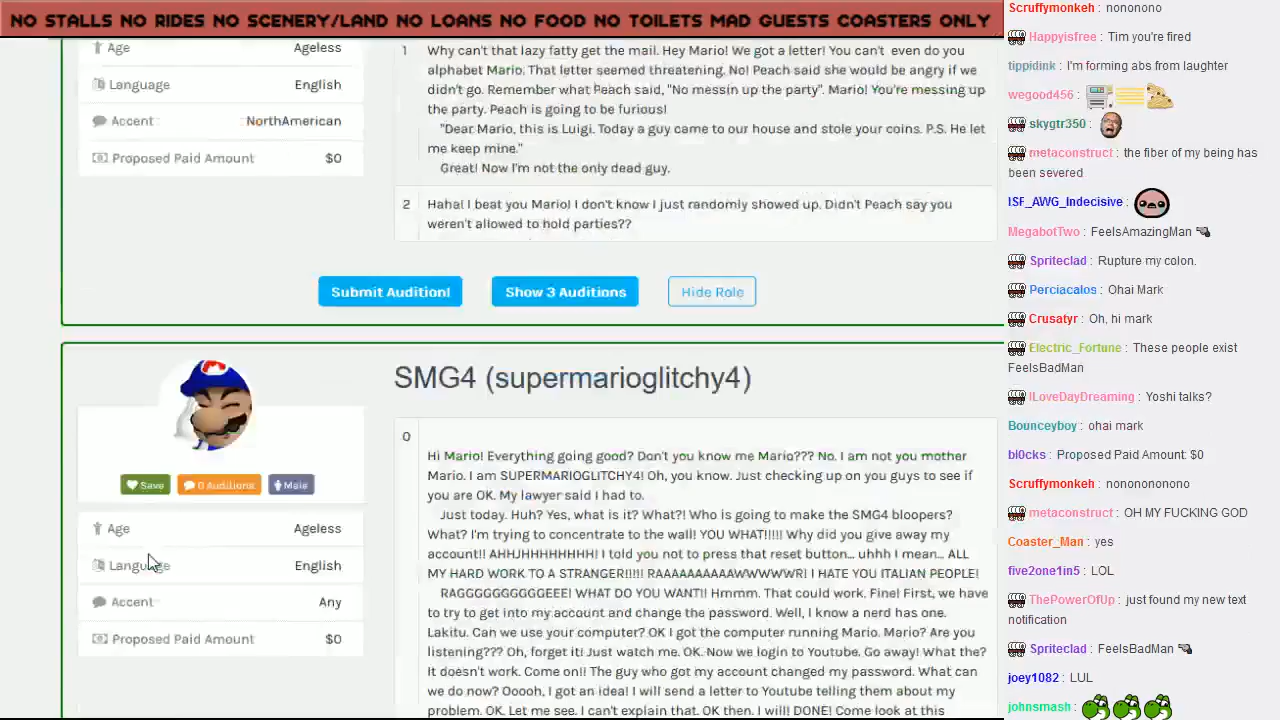 NO STALLS NO RIDES NO SCENERY/LAND NO LOANS NO FOOD NO TOILETS MAD GUESTS COASTERS ONLY
Age Ageless
Language English
Accent NorthAmerican
Proposed Paid Amount $0
1 Why can't that lazy fatty get the mail. Hey Mario! We got a letter! You can't even do you
alphabet Mario. That letter seemed threatening. No! Peach said she would be angry if we
didn't go. Remember what Peach said, "No messin up the party". Mario! You're messing up
the party. Peach is going to be furious!
"Dear Mario, this is Luigi. Today a guy came to our house and stole your coins. P.S. He let
me keep mine."
Great! Now I'm not the only dead guy.
2 Haha! I beat you Mario! I don't know I just randomly showed up. Didn't Peach say you
weren't allowed to hold parties??
Submit Audition! Show 3 Auditions Hide Role
SMG4 (supermarioglitchy4)
Save 0 Auditions Male
Age Ageless
Language English
Accent Any
Proposed Paid Amount $0
0
Hi Mario! Everything going good? Don't you know me Mario??? No. I am not you mother
Mario. I am SUPERMARIOGLITCHY4! Oh, you know. Just checking up on you guys to see if
you are OK. My lawyer said I had to.
Just today. Huh? Yes, what is it? What?! Who is going to make the SMG4 bloopers?
What? I'm trying to concentrate to the wall! YOU WHAT!!!!! Why did you give away my
account!! AHHJHHHHHHH! I told you not to press that reset button... uhhh I mean... ALL
MY HARD WORK TO A STRANGER!!!!! RAAAAAAAAAWWWWWR! I HATE YOU ITALIAN PEOPLE!
RAGGGGGGGGGGEEE! WHAT DO YOU WANT!! Hmmm. That could work. Fine! First, we have
to try to get into my account and change the password. Well, I know a nerd has one.
Lakitu. Can we use your computer? OK I got the computer running Mario. Mario? Are you
listening??? Oh, forget it! Just watch me. OK. Now we login to Youtube. Go away! What the?
It doesn't work. Come on!! The guy who got my account changed my password. What can
we do now? Ooooh, I got an idea! I will send a letter to Youtube telling them about my
problem. OK. Let me see. I can't explain that. OK then. I will! DONE! Come look at this
Scruffymonkeh : nonononο
Happyisfree : Tim you're fired
tippidink : I'm forming abs from laughter
wegood456 :
skygtr350 :
metaconstruct : the fiber of my being has
been severed
ISF_AWG_Indecisive :
MegabotTwo : FeelsAmazingMan
Spriteclad : Rupture my colon.
Perciacalos : Ohai Mark
Crusatyr : Oh, hi mark
Electric_Fortune : These people exist
FeelsBadMan
ILoveDayDreaming : Yoshi talks?
Bounceyboy : ohai mark
bl0cks : Proposed Paid Amount: $0
Scruffymonkeh : nonononono
metaconstruct : OH MY FUCKING GOD
Coaster_Man : yes
five2one1in5 : LOL
ThePowerOfUp : just found my new text
notification
Spriteclad : FeelsBadMan
joey1082 : LUL
johnsmash :